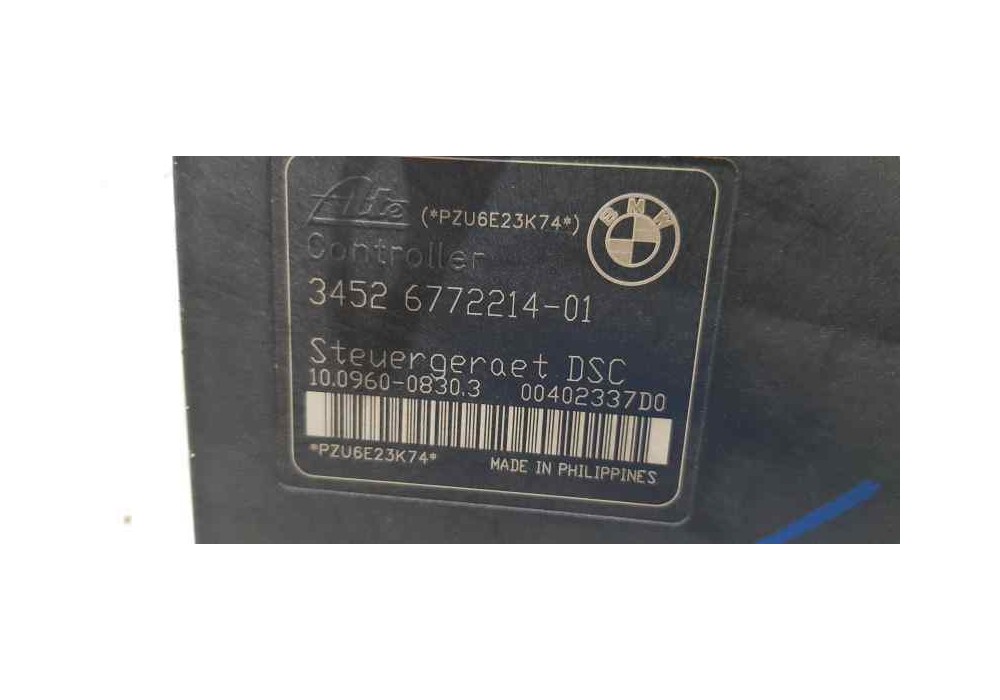 Ate (*PZU6E23K74*) BMW
Controller
3452 6772214-01
Steuergeraet DSC
10.0960-0830.3 00402337D0
*PZU6E23K74* MADE IN PHILIPPINES